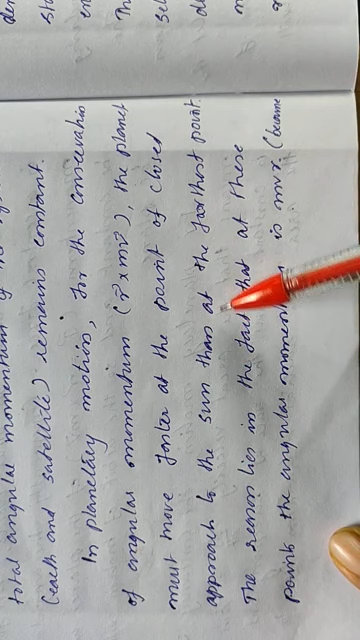 total angular momentum of the
(earth and satellite) remains constant.
In planetary motion, for the conservation
of angular momentum (r⃗ x mv⃗), the planet
must move faster at the point of closest
approach to the sun than at the farthest point.
The reason lies in the fact that at these
points the angular is mvr. (because